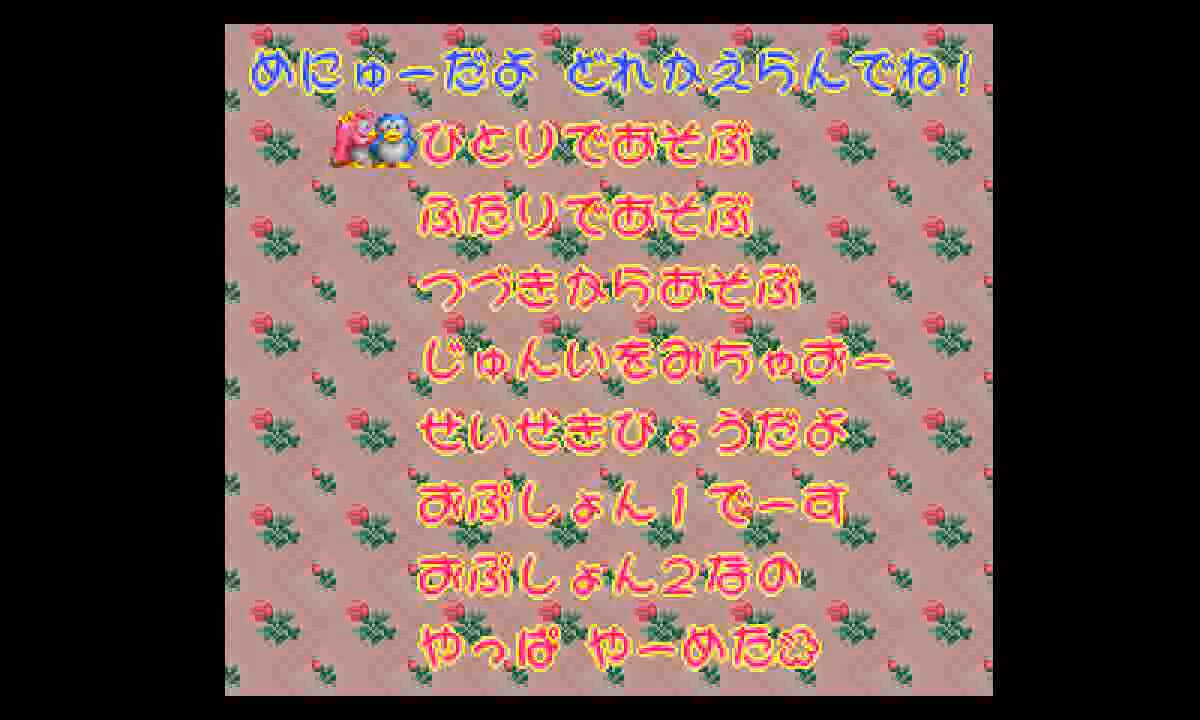 めにゅーだよ どれかえらんでね!
ひとりであそぶ
ふたりであそぶ
つづきからあそぶ
じゅんいをみちゃおー
せいせきひょうだよ
おぷしょん1 でーす
おぷしょん2なの
やっぱ やーめた